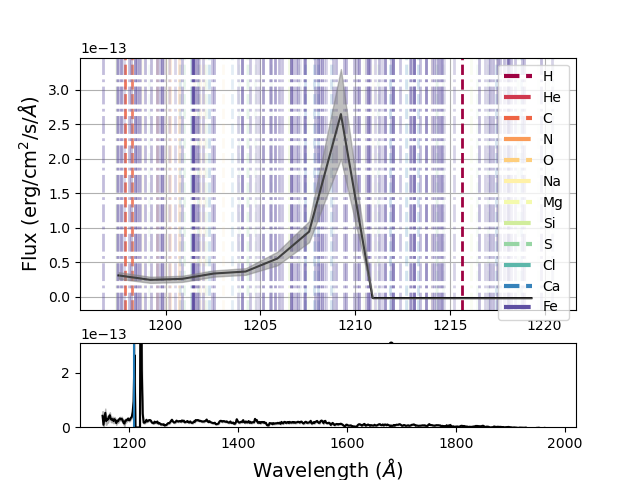 1e−13
Flux (erg/cm²/s/Å)
3.0
2.5
2.0
1.5
1.0
0.5
0.0
H
He
C
N
O
Na
Mg
Si
S
Cl
Ca
Fe
1200
1205
1210
1215
1220
1e−13
2
0
1200
1400
1600
1800
2000
Wavelength (Å)